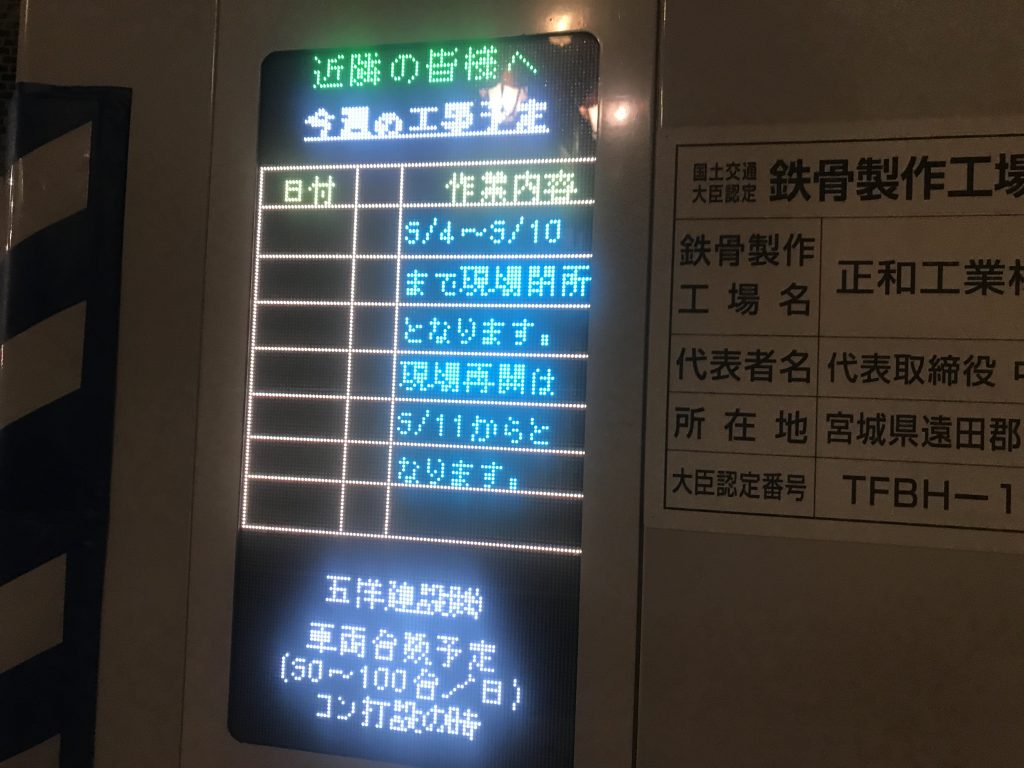 近隣の皆様へ
今週の工事予定
日付 作業内容
5/4～5/10
まで現場閉所
となります。
現場再開は
5/11からと
なります。
五洋建設㈱
車両台数予定
(50～100台／日)
コン打設の時
国土交通大臣認定 鉄骨製作工場
鉄骨製作工場名 正和工業株
代表者名 代表取締役
所在地 宮城県遠田郡
大臣認定番号 TFBH－1